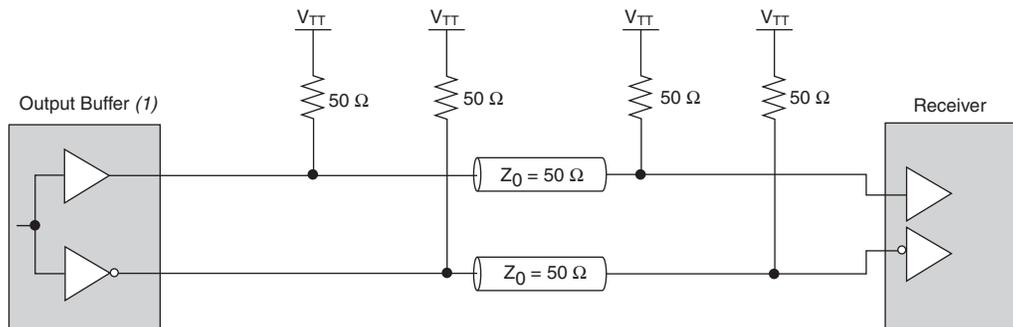 V_TT V_TT V_TT V_TT
50 Ω 50 Ω 50 Ω 50 Ω
Output Buffer (1)
Receiver
Z_0 = 50 Ω
Z_0 = 50 Ω